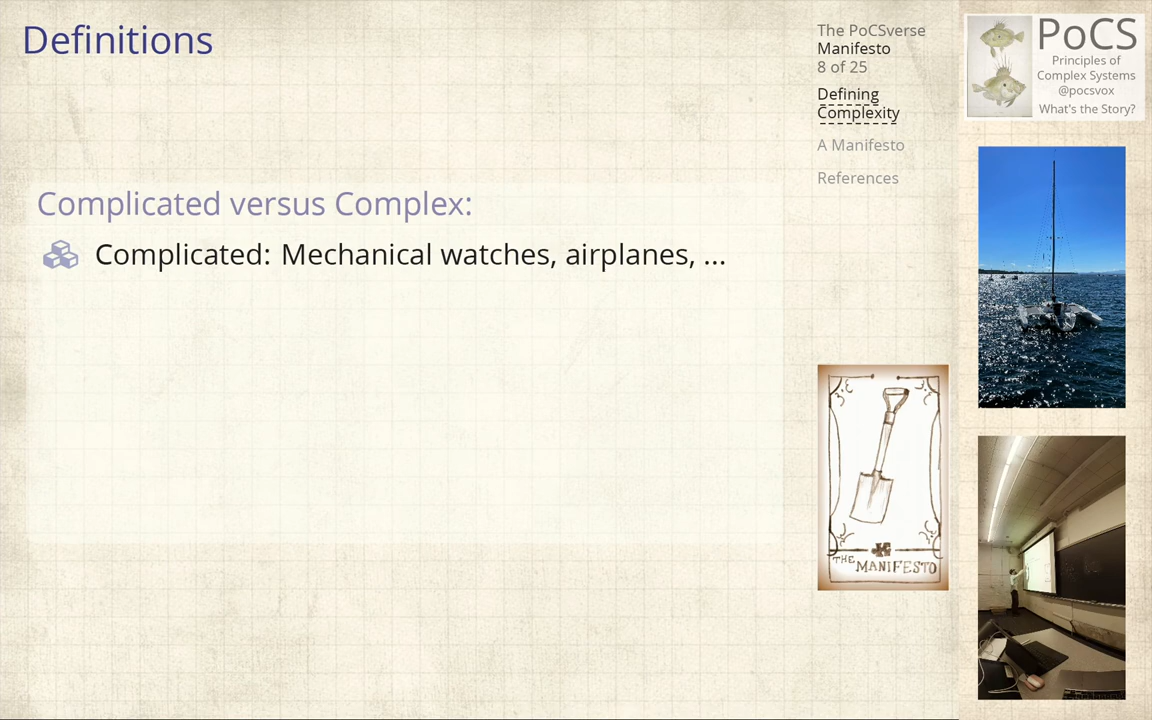 Definitions
Complicated versus Complex:
Complicated: Mechanical watches, airplanes, ...
The PoCSverse
Manifesto
8 of 25
Defining
Complexity
A Manifesto
References
THE MANIFESTO
PoCS
Principles of
Complex Systems
@pocsvox
What's the Story?